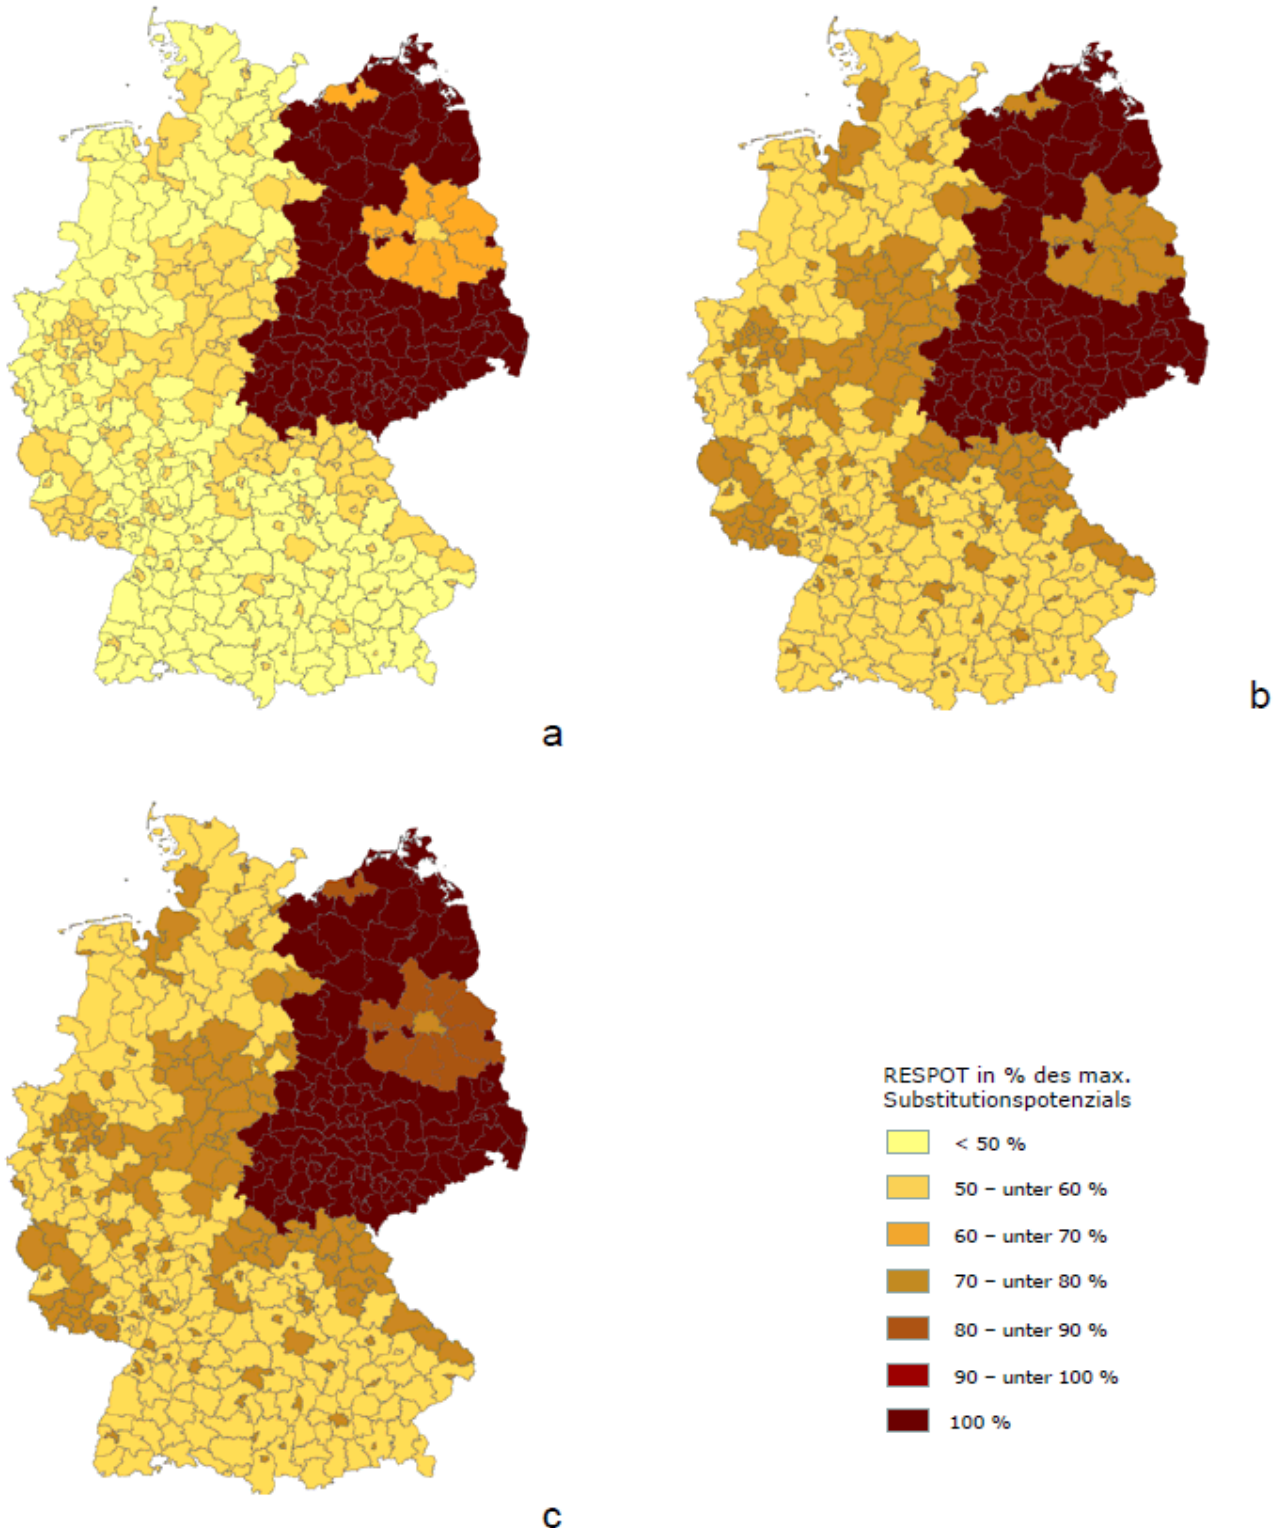 a
b
c
RESPOT in % des max.
Substitutionspotenzials
< 50 %
50 – unter 60 %
60 – unter 70 %
70 – unter 80 %
80 – unter 90 %
90 – unter 100 %
100 %